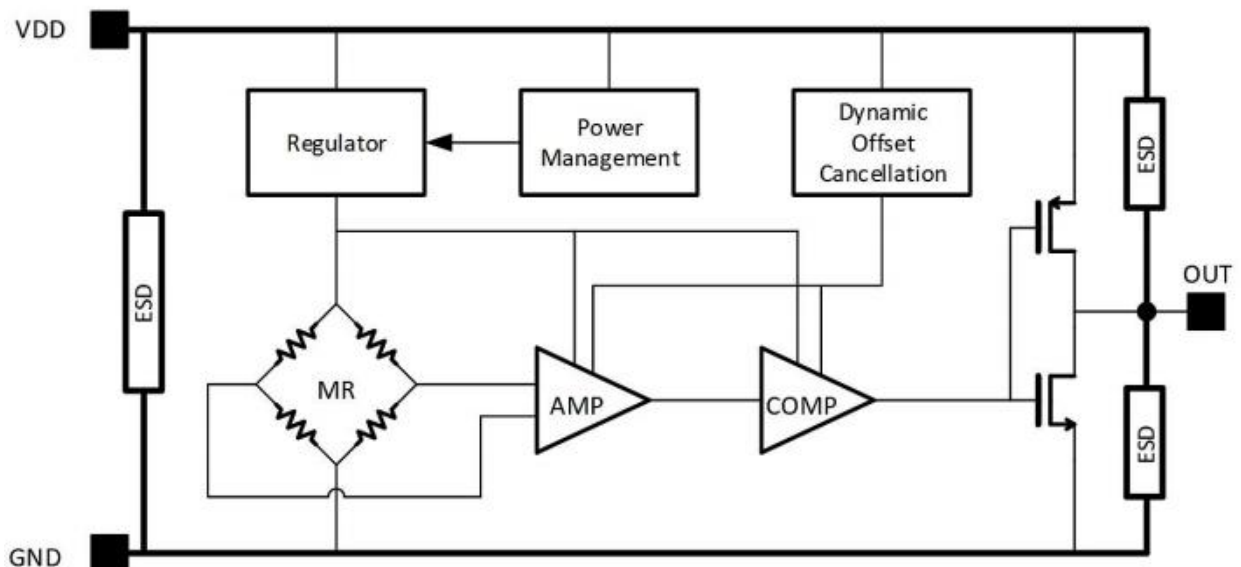 VDD
Regulator
Power
Management
Dynamic
Offset
Cancellation
ESD
ESD
OUT
MR
AMP
COMP
ESD
GND